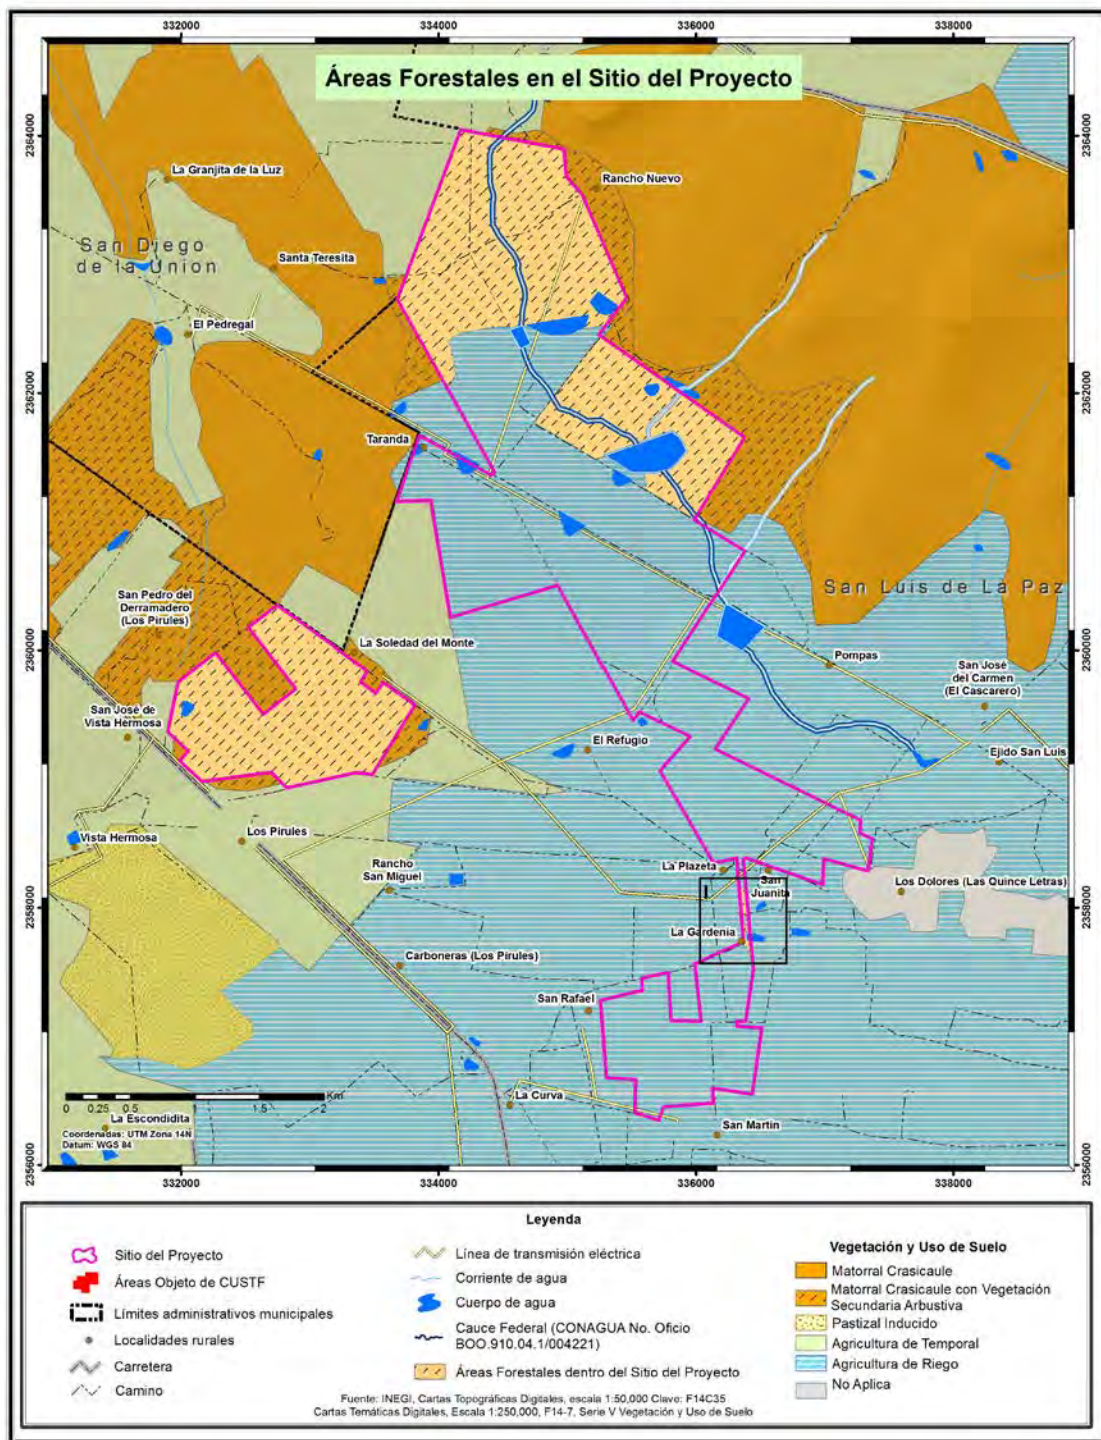 332000
334000
336000
338000
Áreas Forestales en el Sitio del Proyecto
2364000
2364000
La Granjita de la Luz
Rancho Nuevo
San Diego
de la Union
Santa Teresita
El Pedregal
2362000
2362000
Taranda
San Luis de La Paz
San Pedro del
Derramadero
(Los Pirules)
La Soledad del Monte
2360000
2360000
Pompas
San José
del Carmen
(El Cascarero)
San José de
Vista Hermosa
El Refugio
Ejido San Luis
Vista Hermosa
Los Pirules
La Plazeta
Rancho
San Miguel
San
Juanita
Los Dolores (Las Quince Letras)
2358000
2358000
I
La Gardenia
Carboneras (Los Pirules)
San Rafael
Km
0 0.25 0.5 1 1.5 2
La Curva
La Escondidita
San Martin
Coordenadas: UTM Zona 14N
Datum: WGS 84
2356000
2356000
332000
334000
336000
338000
Leyenda
Sitio del Proyecto
Áreas Objeto de CUSTF
Límites administrativos municipales
Localidades rurales
Carretera
Camino
Línea de transmisión eléctrica
Corriente de agua
Cuerpo de agua
Cauce Federal (CONAGUA No. Oficio
BOO.910.04.1/004221)
Áreas Forestales dentro del Sitio del Proyecto
Vegetación y Uso de Suelo
Matorral Crasicaule
Matorral Crasicaule con Vegetación
Secundaria Arbustiva
Pastizal Inducido
Agricultura de Temporal
Agricultura de Riego
No Aplica
Fuente: INEGI, Cartas Topográficas Digitales, escala 1:50,000 Clave: F14C35
Cartas Temáticas Digitales, Escala 1:250,000, F14-7, Serie V Vegetación y Uso de Suelo